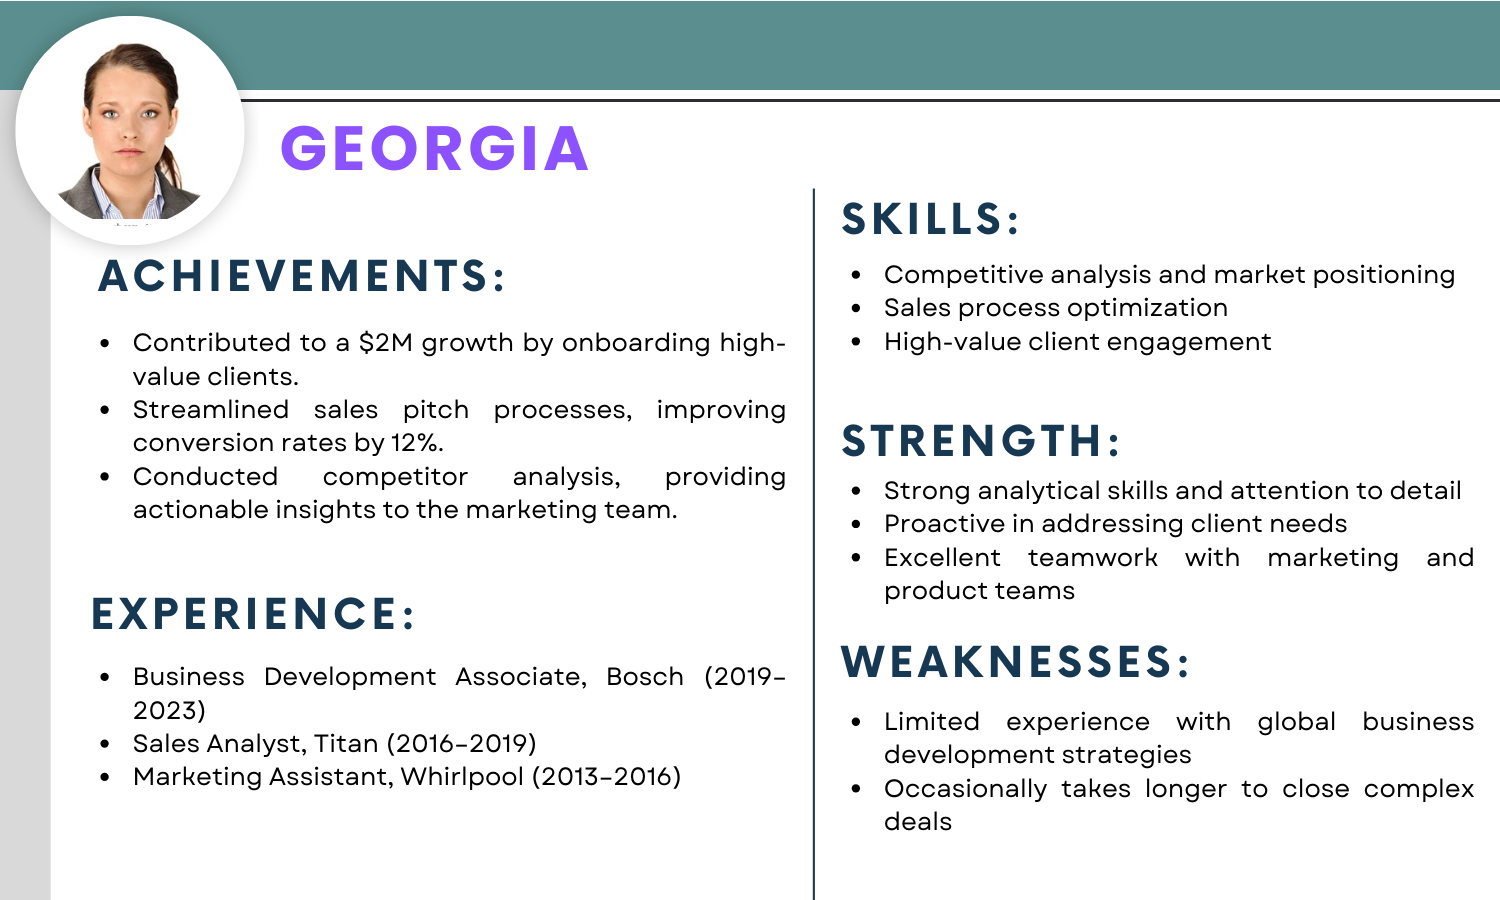 GEORGIA
ACHIEVEMENTS:
• Contributed to a $2M growth by onboarding high-
value clients.
• Streamlined sales pitch processes, improving
conversion rates by 12%.
• Conducted competitor analysis, providing
actionable insights to the marketing team.
EXPERIENCE:
• Business Development Associate, Bosch (2019–
2023)
• Sales Analyst, Titan (2016–2019)
• Marketing Assistant, Whirlpool (2013–2016)
SKILLS:
• Competitive analysis and market positioning
• Sales process optimization
• High-value client engagement
STRENGTH:
• Strong analytical skills and attention to detail
• Proactive in addressing client needs
• Excellent teamwork with marketing and
product teams
WEAKNESSES:
• Limited experience with global business
development strategies
• Occasionally takes longer to close complex
deals